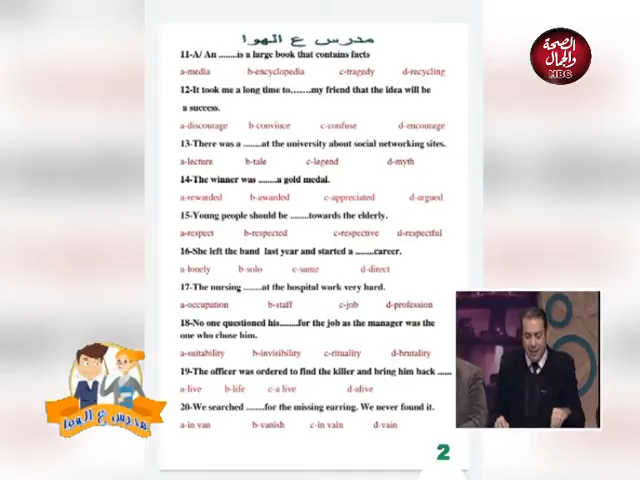 مدرس ع الهوا
الصحة
والجمال
HBC
11-A/ An ........is a large book that contains facts
a-media b-encyclopedia c-tragedy d-recycling
12-It took me a long time to…….my friend that the idea will be
a success.
a-discourage b-convince c-confuse d-encourage
13-There was a ........at the university about social networking sites.
a-lecture b-tale c-legend d-myth
14-The winner was ........a gold medal.
a-rewarded b-awarded c-appreciated d-argued
15-Young people should be ........towards the elderly.
a-respect b-respected c-respective d-respectful
16-She left the band last year and started a ........career.
a-lonely b-solo c-same d-direct
17-The nursing ........at the hospital work very hard.
a-occupation b-staff c-job d-profession
18-No one questioned his........for the job as the manager was the
one who chose him.
a-suitability b-invisibility c-rituality d-brutality
19-The officer was ordered to find the killer and bring him back ......
a-live b-life c-a live d-alive
20-We searched ........for the missing earring. We never found it.
a-in van b-vanish c-in vain d-vain
مدرس ع الهوا
2